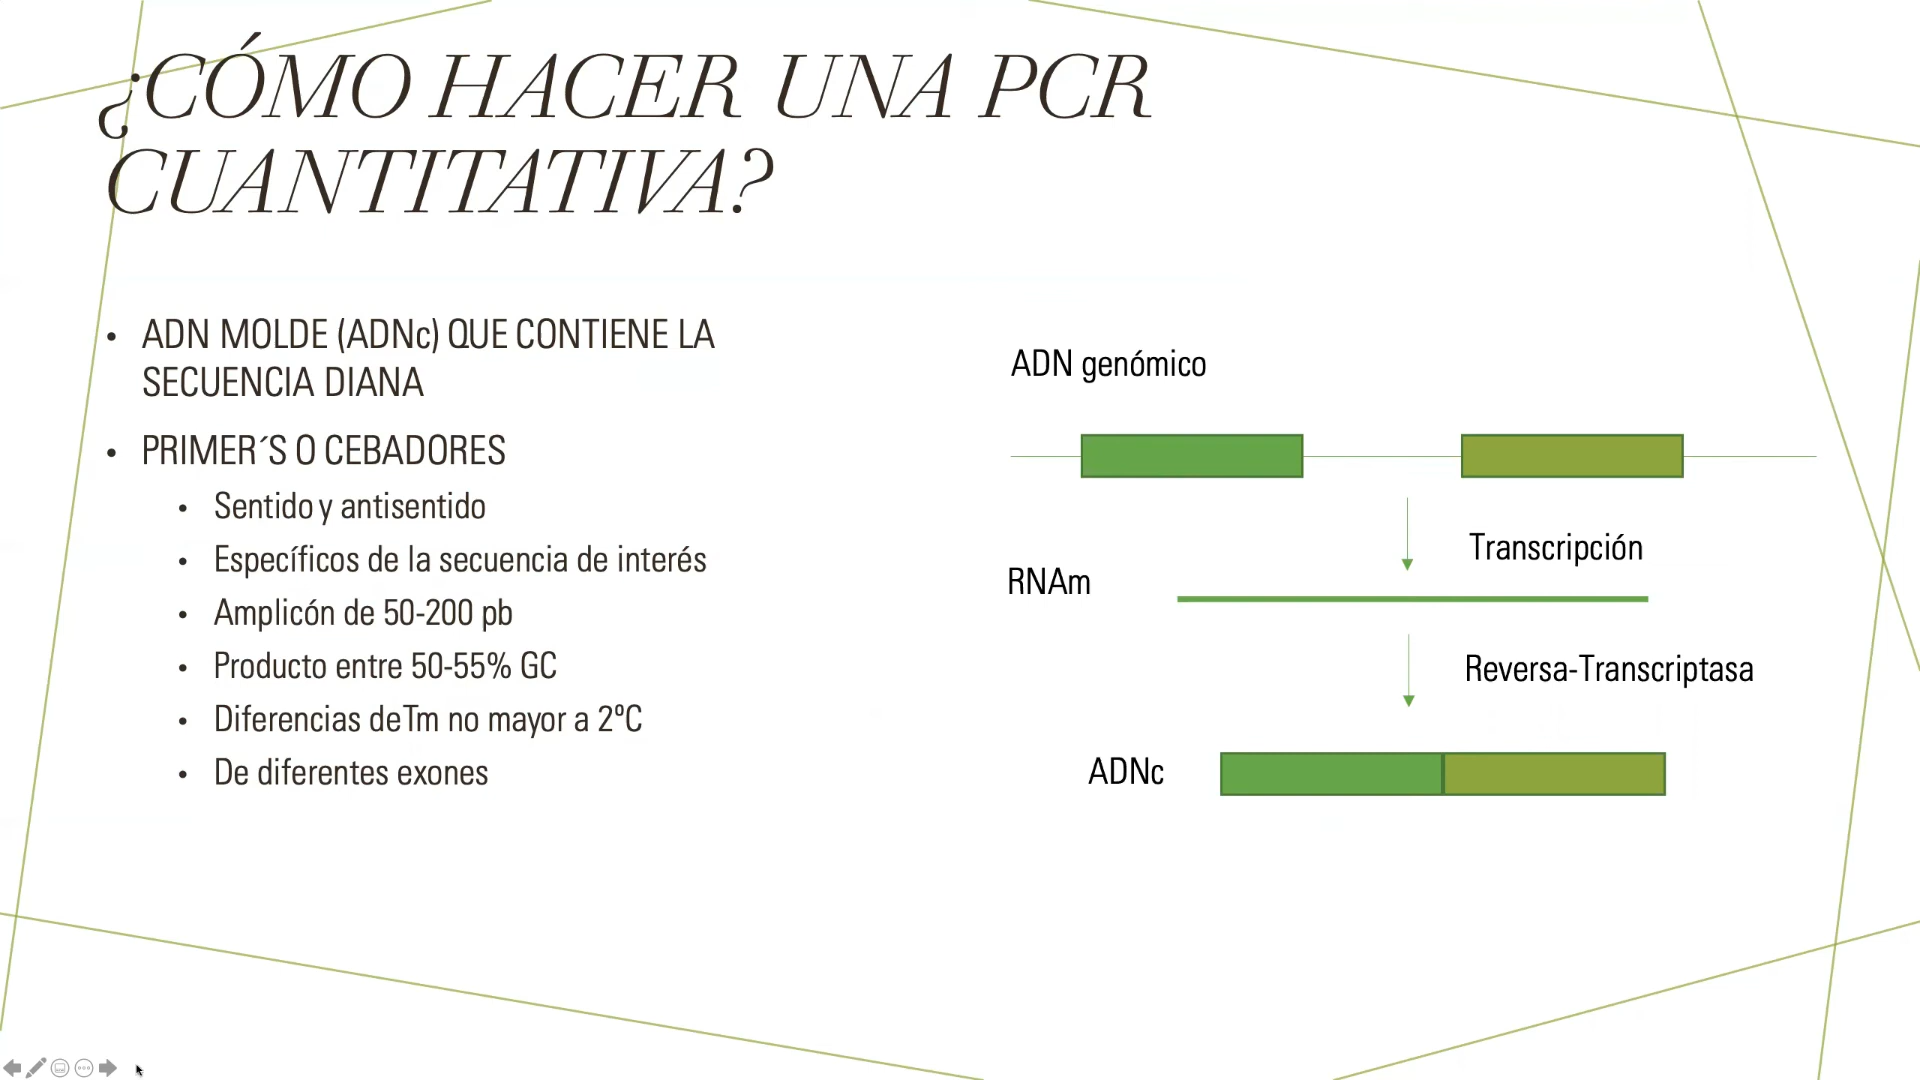 ¿CÓMO HACER UNA PCR
CUANTITATIVA?
• ADN MOLDE (ADNc) QUE CONTIENE LA
SECUENCIA DIANA
• PRIMER´S O CEBADORES
• Sentido y antisentido
• Específicos de la secuencia de interés
• Amplicón de 50-200 pb
• Producto entre 50-55% GC
• Diferencias de Tm no mayor a 2ºC
• De diferentes exones
ADN genómico
Transcripción
RNAm
Reversa-Transcriptasa
ADNc